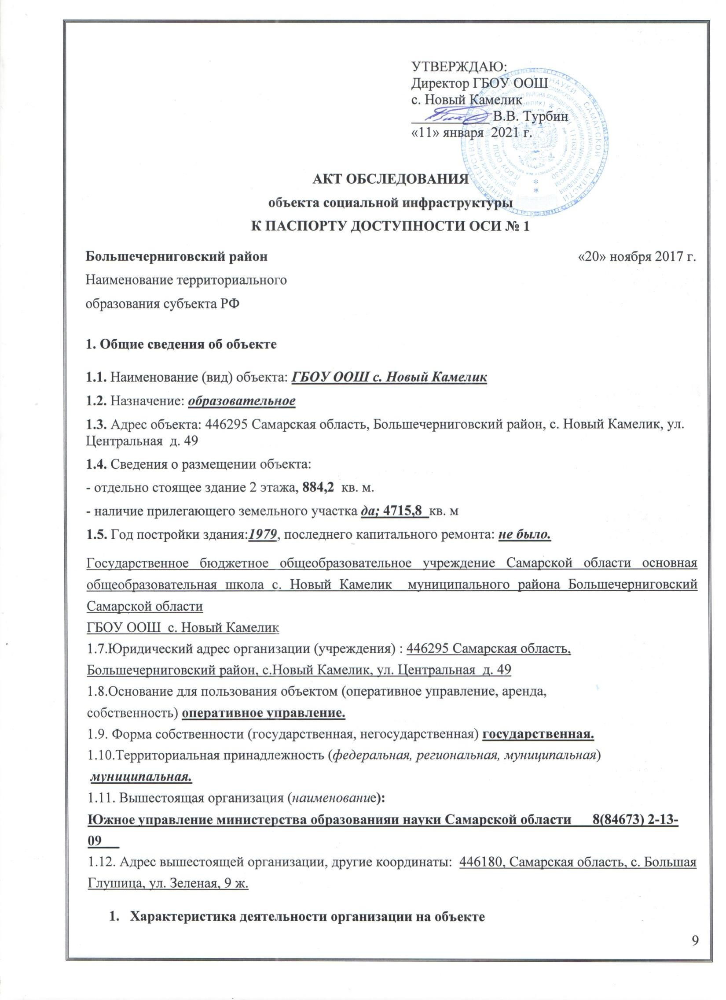 УТВЕРЖДАЮ:
Директор ГБОУ ООШ
с. Новый Камелик
В.В. Турбин
«11» января 2021 г.
МИНИСТЕРСТВО ОБРАЗОВАНИЯ И НАУКИ САМАРСКОЙ ОБЛАСТИ
АКТ ОБСЛЕДОВАНИЯ
объекта социальной инфраструктуры
К ПАСПОРТУ ДОСТУПНОСТИ ОСИ № 1
Большечерниговский район «20» ноября 2017 г.
Наименование территориального
образования субъекта РФ
1. Общие сведения об объекте
1.1. Наименование (вид) объекта: ГБОУ ООШ с. Новый Камелик
1.2. Назначение: образовательное
1.3. Адрес объекта: 446295 Самарская область, Большечерниговский район, с. Новый Камелик, ул.
Центральная д. 49
1.4. Сведения о размещении объекта:
- отдельно стоящее здание 2 этажа, 884,2 кв. м.
- наличие прилегающего земельного участка да; 4715,8 кв. м
1.5. Год постройки здания:1979, последнего капитального ремонта: не было.
Государственное бюджетное общеобразовательное учреждение Самарской области основная
общеобразовательная школа с. Новый Камелик муниципального района Большечерниговский
Самарской области
ГБОУ ООШ с. Новый Камелик
1.7.Юридический адрес организации (учреждения) : 446295 Самарская область,
Большечерниговский район, с.Новый Камелик, ул. Центральная д. 49
1.8.Основание для пользования объектом (оперативное управление, аренда,
собственность) оперативное управление.
1.9. Форма собственности (государственная, негосударственная) государственная.
1.10.Территориальная принадлежность (федеральная, региональная, муниципальная)
муниципальная.
1.11. Вышестоящая организация (наименование):
Южное управление министерства образованияи науки Самарской области 8(84673) 2-13-
09
1.12. Адрес вышестоящей организации, другие координаты: 446180, Самарская область, с. Большая
Глушица, ул. Зеленая, 9 ж.
1. Характеристика деятельности организации на объекте
9